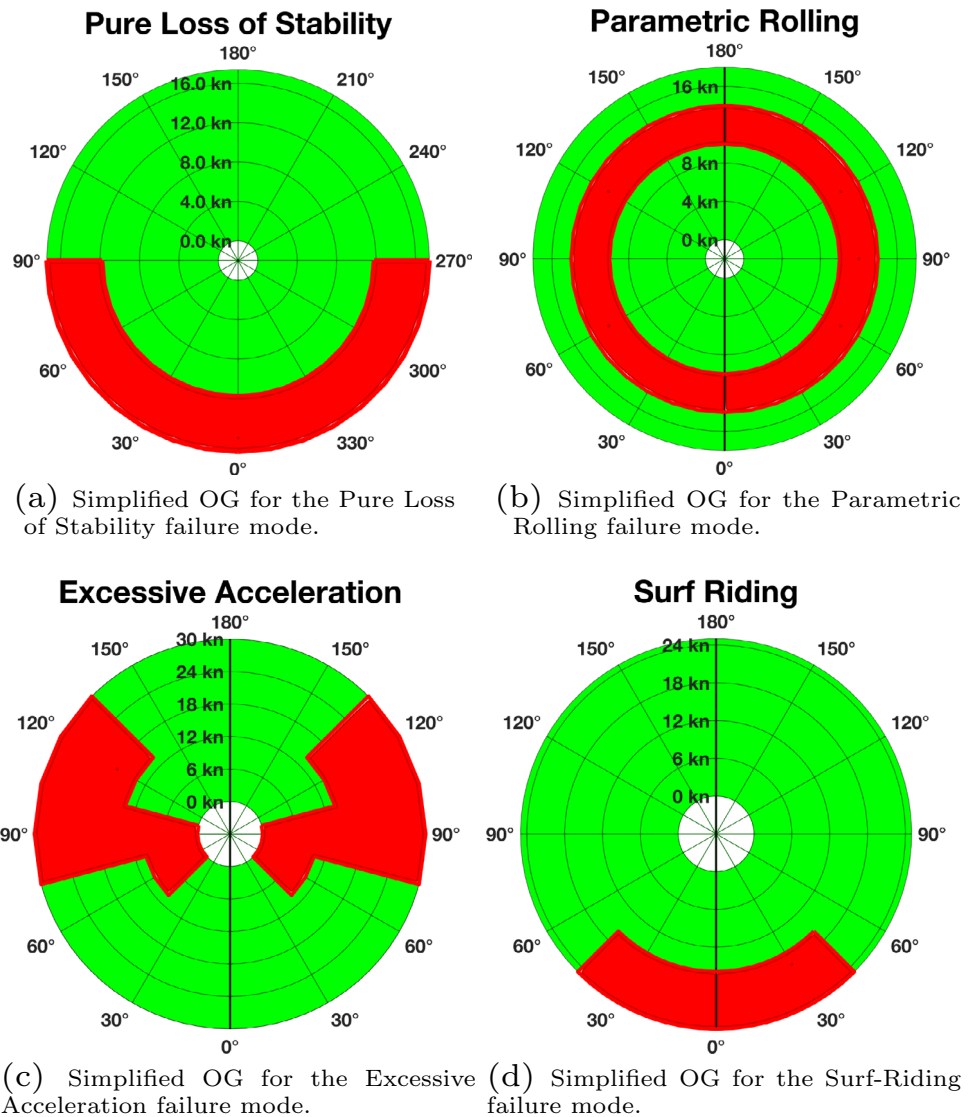 Pure Loss of Stability
180°
150°
210°
16.0 kn
120°
12.0 kn
240°
8.0 kn
4.0 kn
0.0 kn
90°
270°
60°
300°
30°
330°
0°
(a) Simplified OG for the Pure Loss
of Stability failure mode.
Parametric Rolling
180°
150°
150°
16 kn
120°
120°
8 kn
4 kn
0 kn
90°
90°
60°
60°
30°
30°
0°
(b) Simplified OG for the Parametric
Rolling failure mode.
Excessive Acceleration
180°
30 kn
150°
150°
24 kn
18 kn
120°
120°
12 kn
6 kn
0 kn
90°
90°
60°
60°
30°
30°
0°
(c) Simplified OG for the Excessive
Acceleration failure mode.
Surf Riding
180°
24 kn
150°
150°
18 kn
120°
120°
12 kn
6 kn
0 kn
90°
90°
60°
60°
30°
30°
0°
(d) Simplified OG for the Surf-Riding
failure mode.